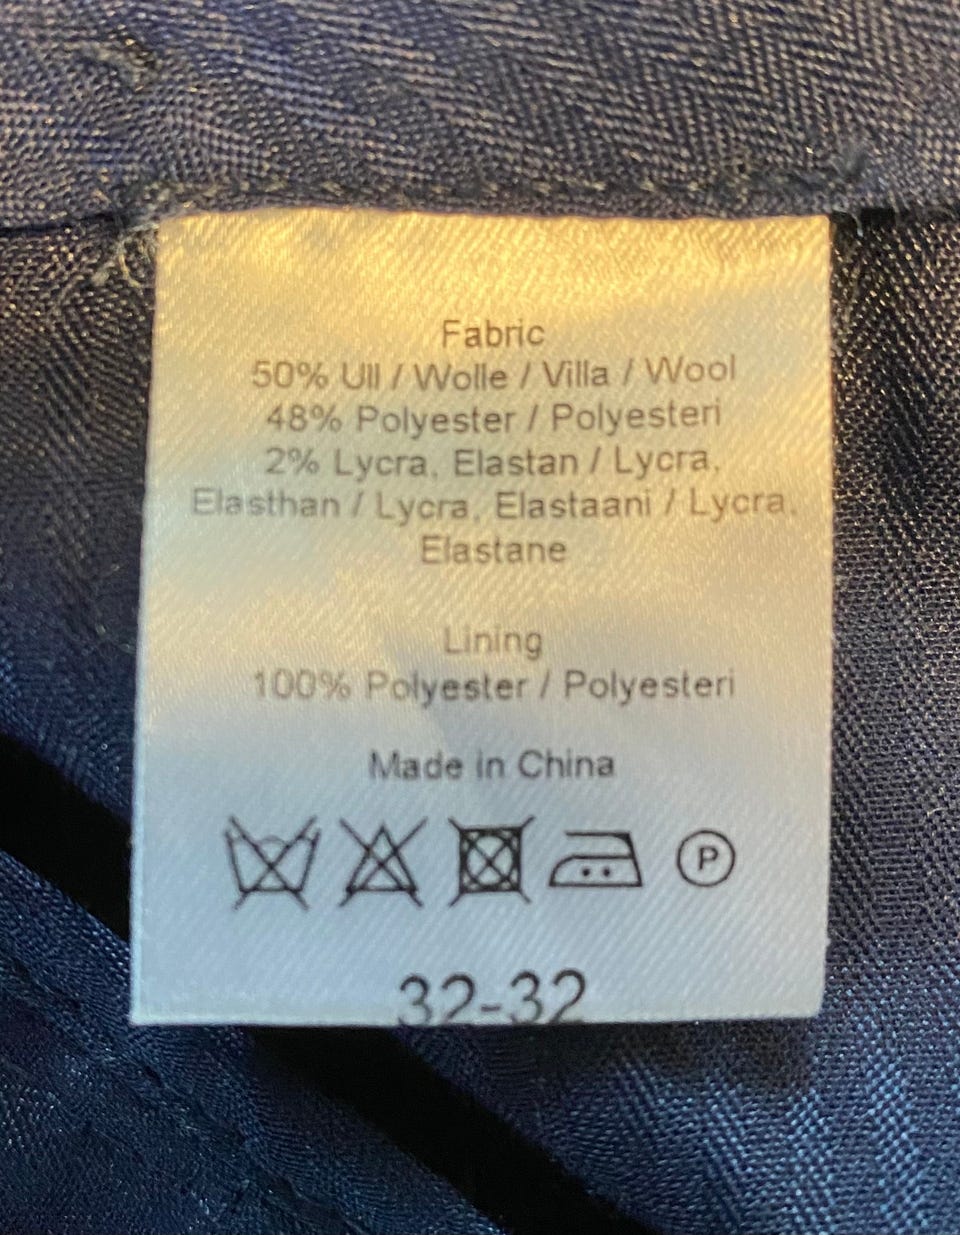 Fabric
50% Ull / Wolle / Villa / Wool
48% Polyester / Polyesteri
2% Lycra, Elastan / Lycra,
Elasthan / Lycra, Elastaani / Lycra,
Elastane
Lining
100% Polyester / Polyesteri
Made in China
P
32-32